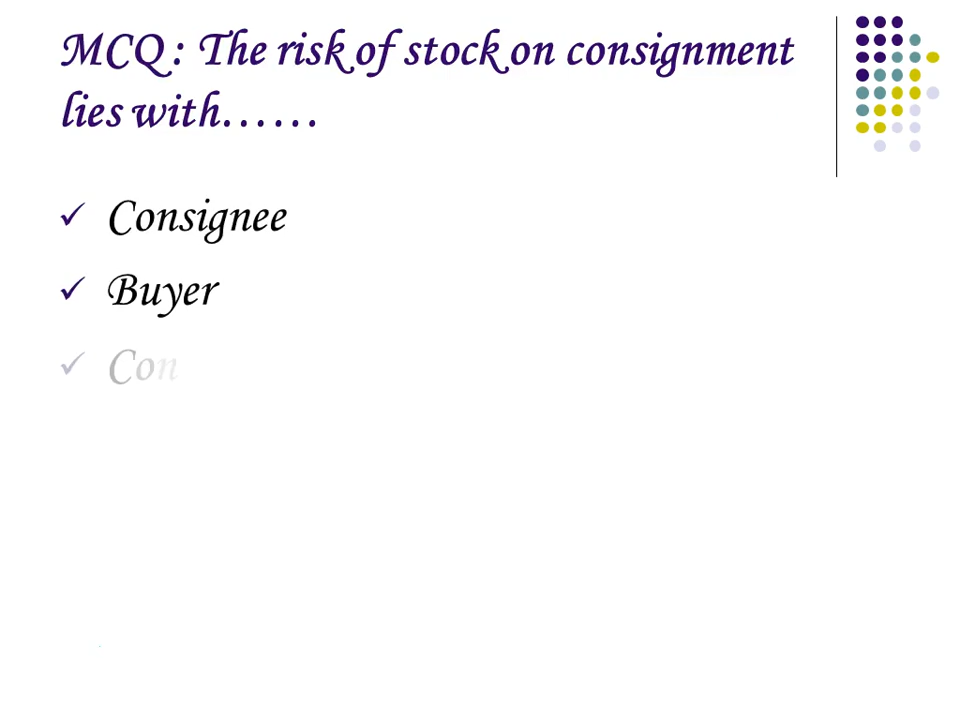 MCQ : The risk of stock on consignment
lies with……
✓ Consignee
✓ Buyer
✓ Con